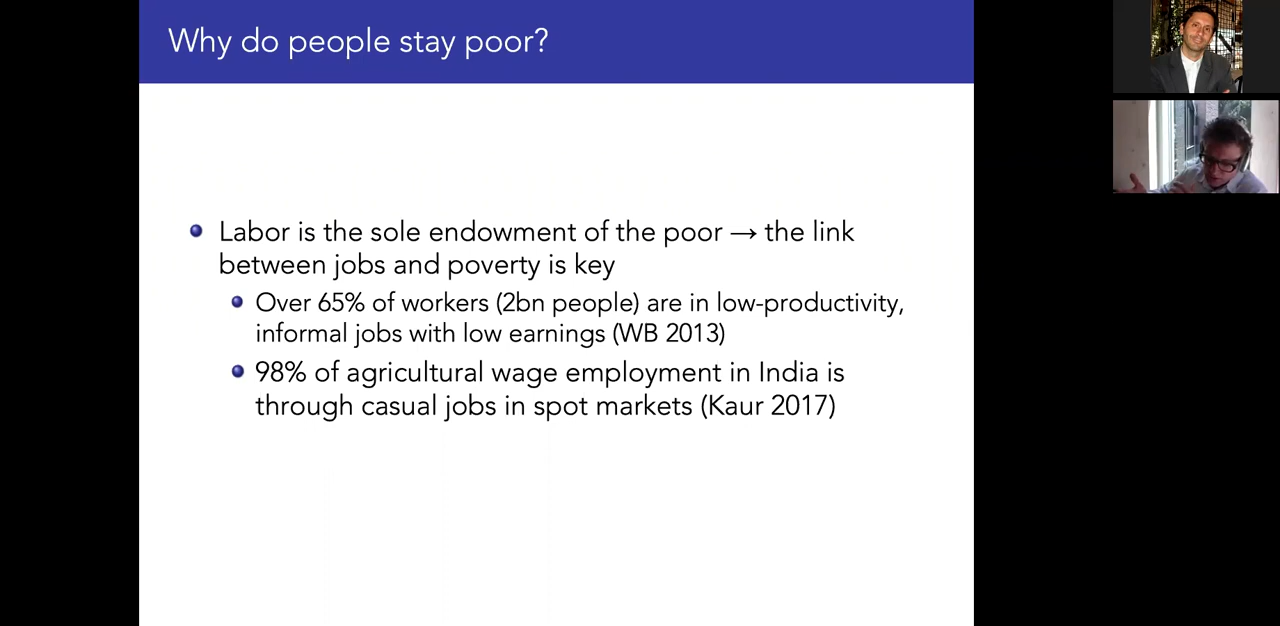 Why do people stay poor?
Labor is the sole endowment of the poor → the link
between jobs and poverty is key
Over 65% of workers (2bn people) are in low-productivity,
informal jobs with low earnings (WB 2013)
98% of agricultural wage employment in India is
through casual jobs in spot markets (Kaur 2017)